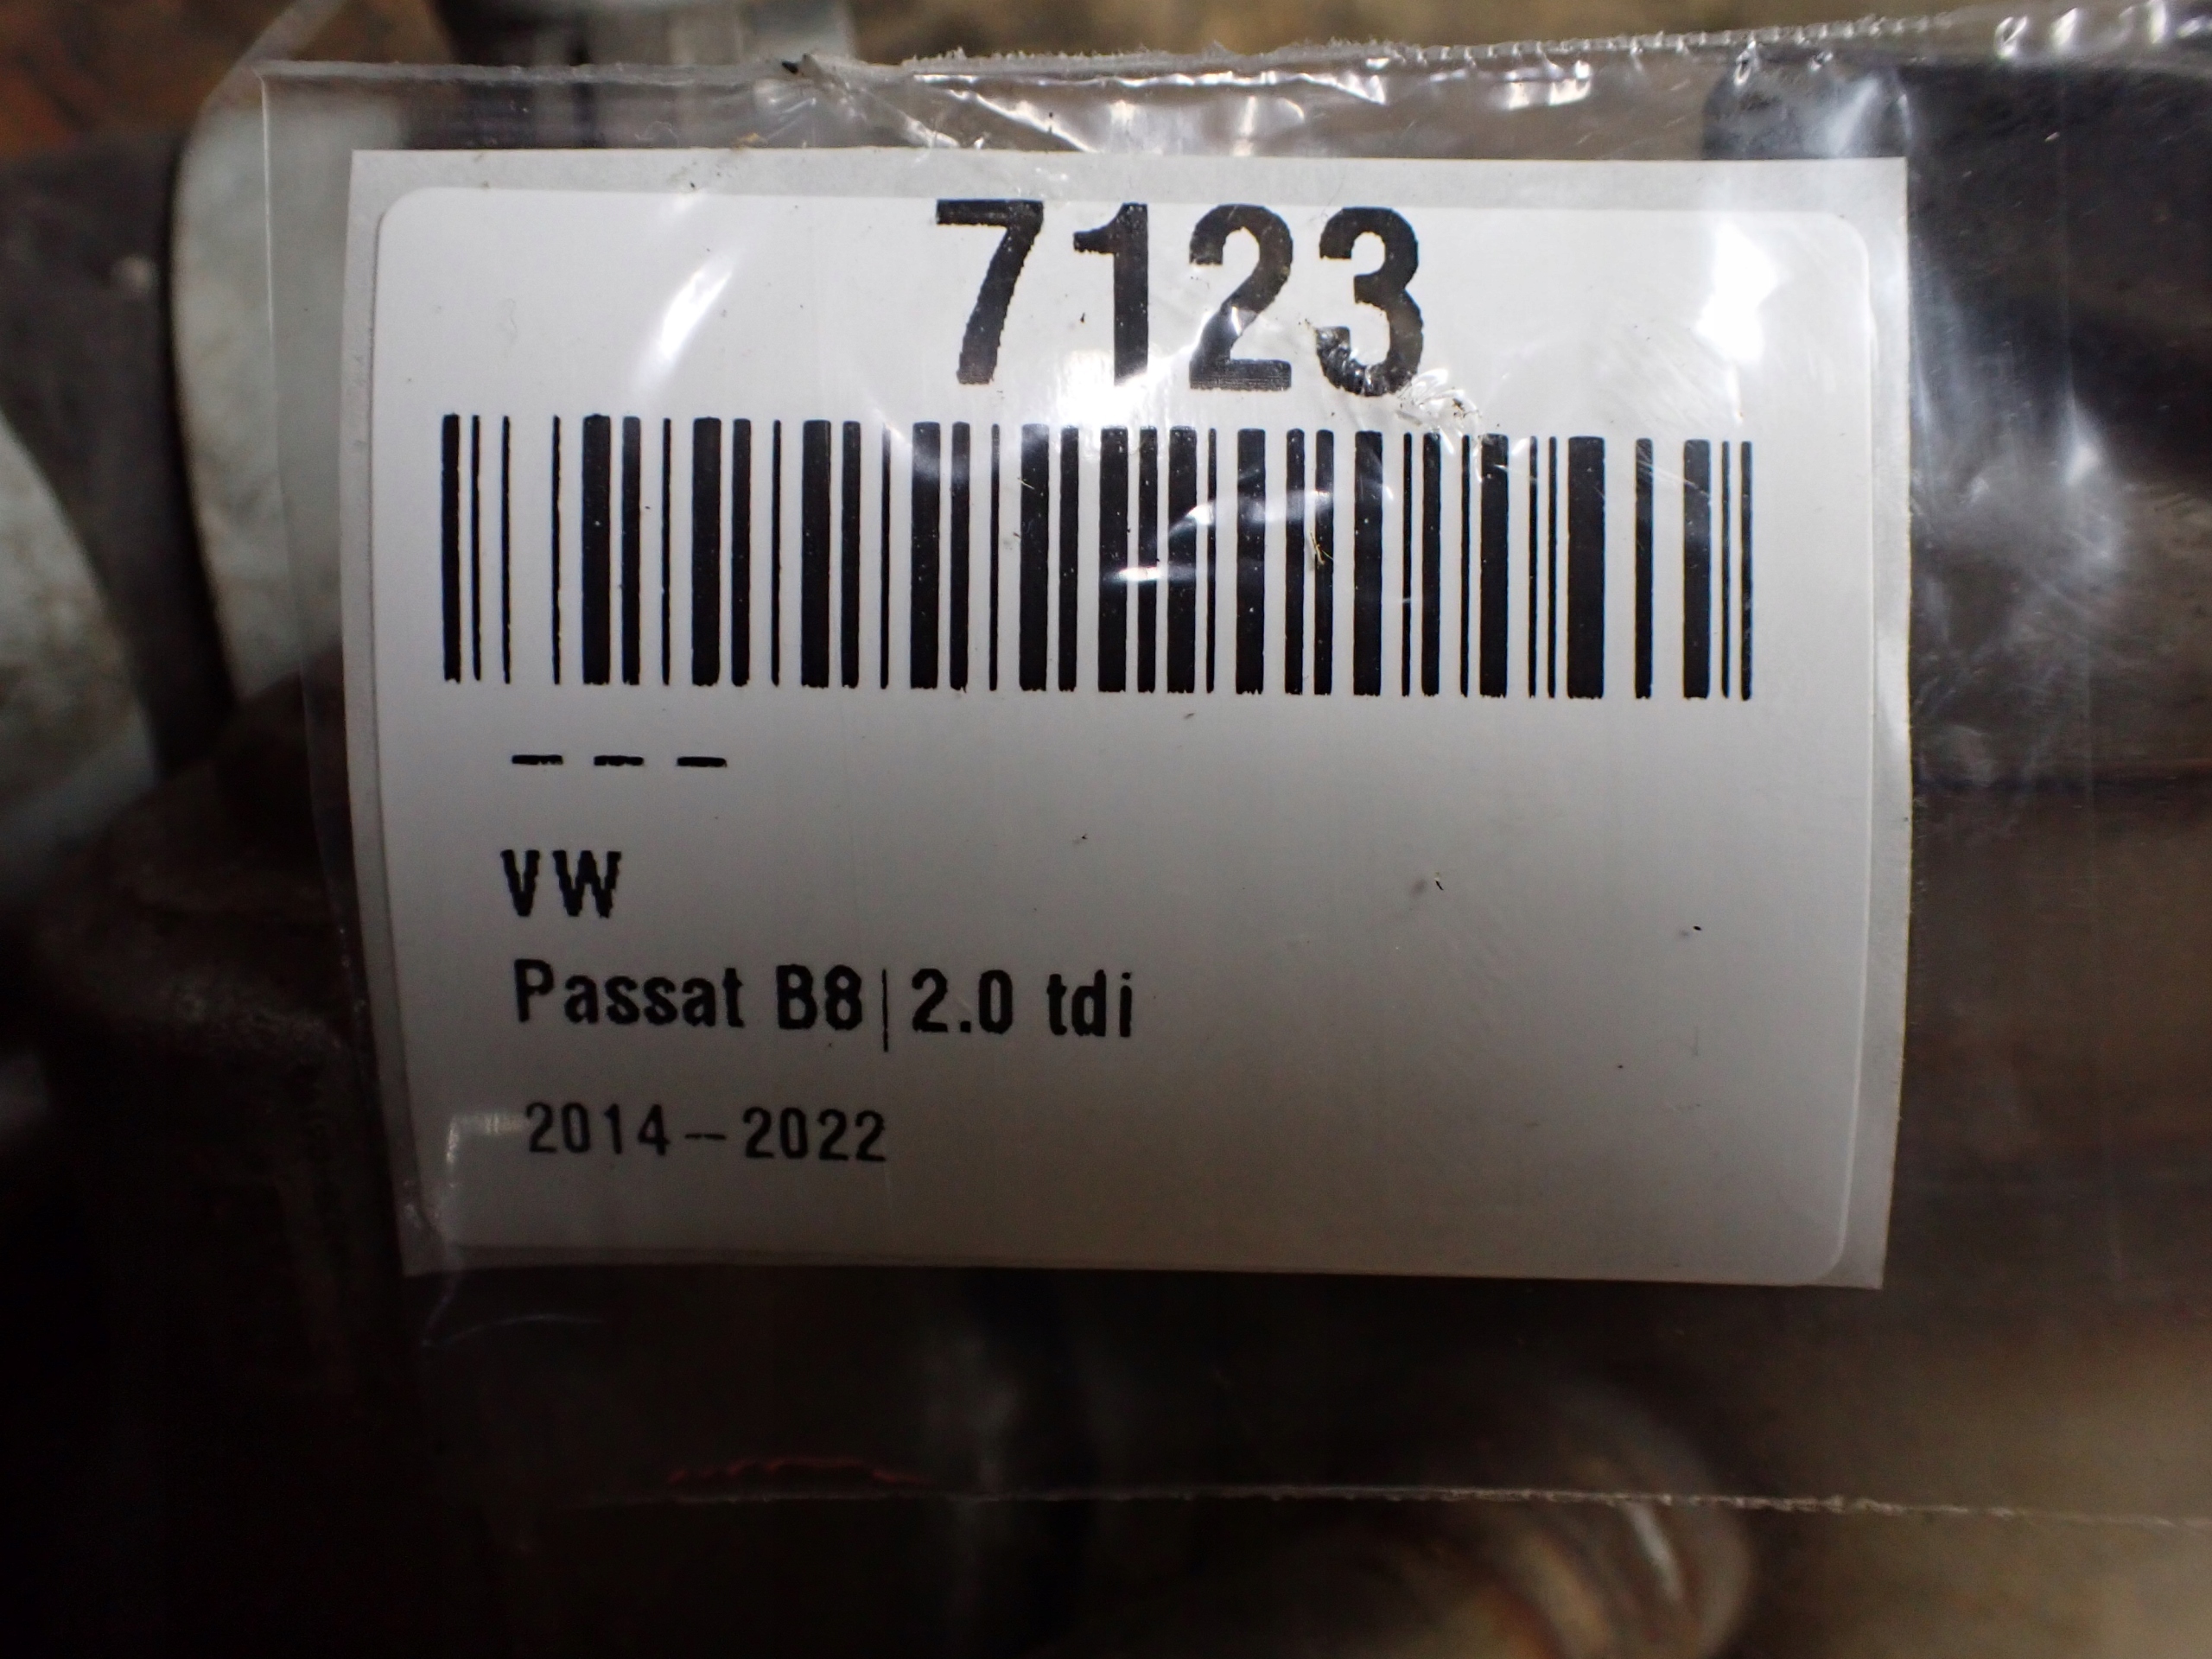 7123
– – –
VW
Passat B8|2.0 tdi
2014–2022